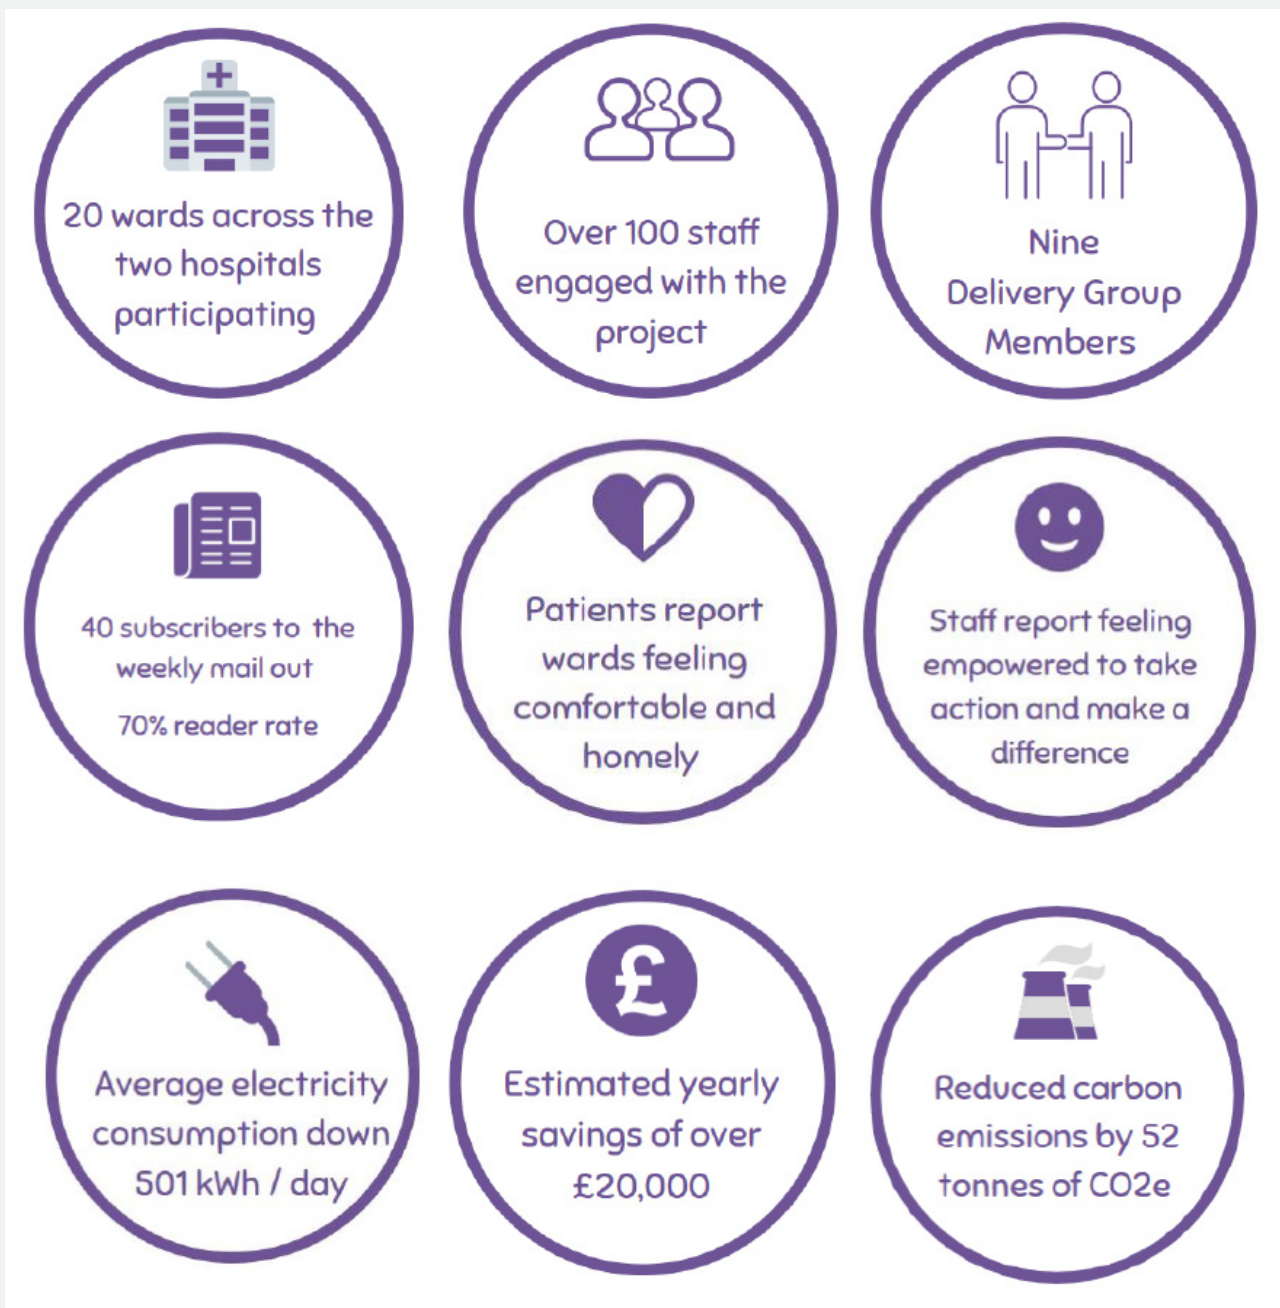 20 wards across the
two hospitals
participating
Over 100 staff
engaged with the
project
Nine
Delivery Group
Members
40 subscribers to the
weekly mail out
70% reader rate
Patients report
wards feeling
comfortable and
homely
Staff report feeling
empowered to take
action and make a
difference
Average electricity
consumption down
501 kWh / day
£
Estimated yearly
savings of over
£20,000
Reduced carbon
emissions by 52
tonnes of CO2e